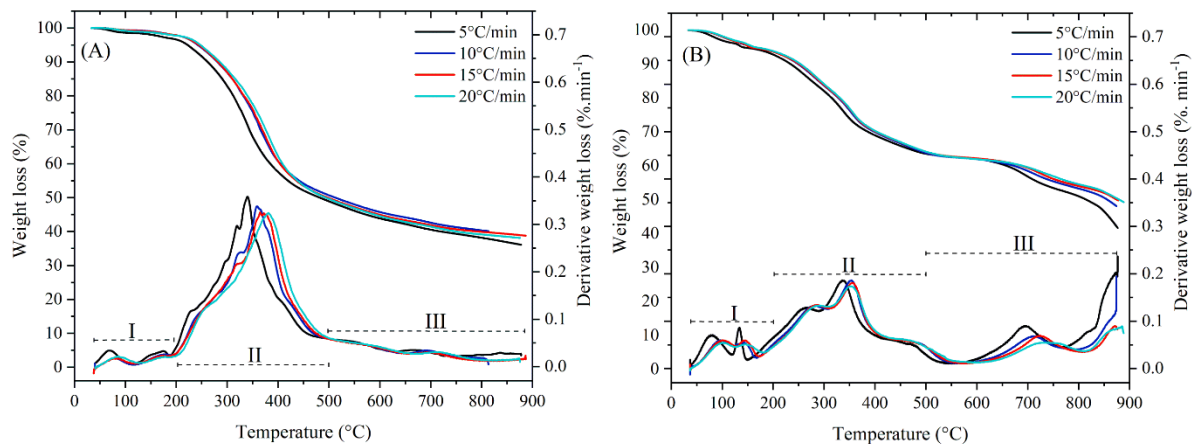 (A)
5°C/min
10°C/min
15°C/min
20°C/min
100
90
80
70
60
50
40
30
20
10
0
0.7
0.6
0.5
0.4
0.3
0.2
0.1
0.0
Weight loss (%)
Derivative weight loss (%.min-1)
I
II
III
0 100 200 300 400 500 600 700 800 900
Temperature (°C)
(B)
5°C/min
10°C/min
15°C/min
20°C/min
100
90
80
70
60
50
40
30
20
10
0
0.7
0.6
0.5
0.4
0.3
0.2
0.1
0.0
Weight loss (%)
Derivative weight loss (%. min-1)
I
II
III
0 100 200 300 400 500 600 700 800 900
Temperature (°C)